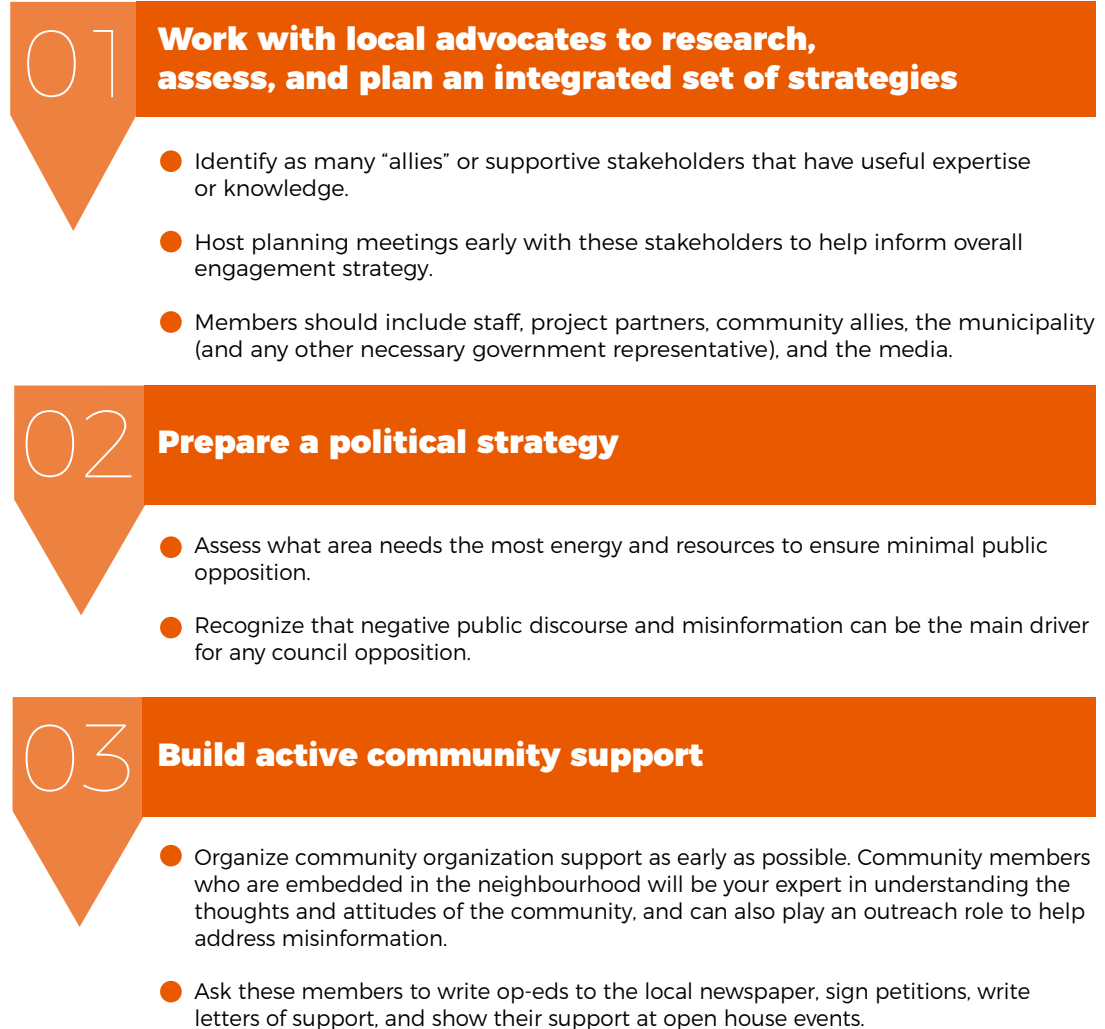 01
Work with local advocates to research,
assess, and plan an integrated set of strategies
Identify as many “allies” or supportive stakeholders that have useful expertise
or knowledge.
Host planning meetings early with these stakeholders to help inform overall
engagement strategy.
Members should include staff, project partners, community allies, the municipality
(and any other necessary government representative), and the media.
02
Prepare a political strategy
Assess what area needs the most energy and resources to ensure minimal public
opposition.
Recognize that negative public discourse and misinformation can be the main driver
for any council opposition.
03
Build active community support
Organize community organization support as early as possible. Community members
who are embedded in the neighbourhood will be your expert in understanding the
thoughts and attitudes of the community, and can also play an outreach role to help
address misinformation.
Ask these members to write op-eds to the local newspaper, sign petitions, write
letters of support, and show their support at open house events.